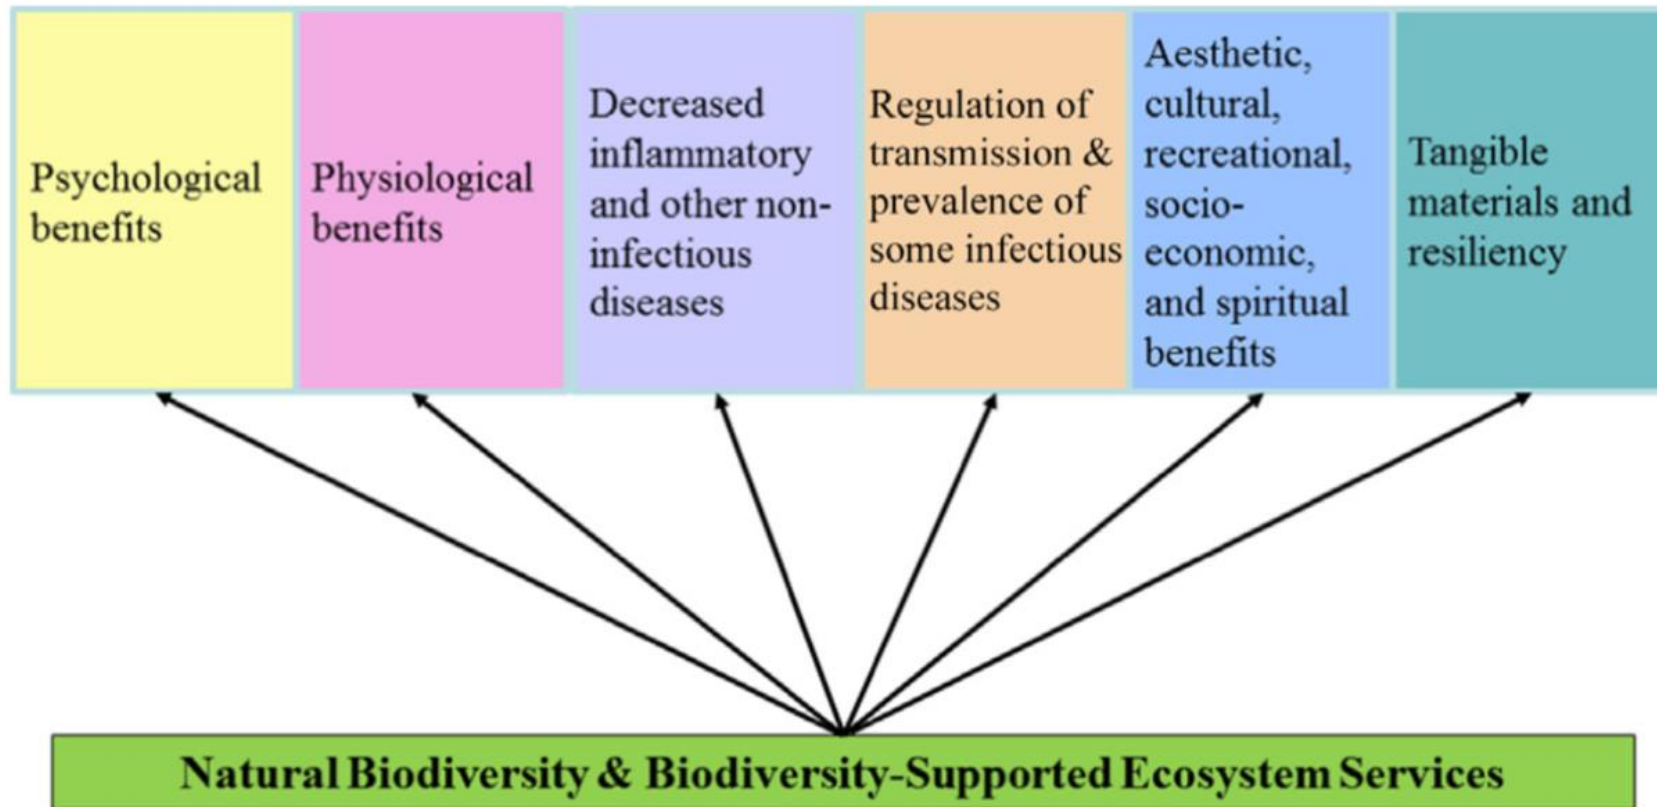 Psychological
benefits
Physiological
benefits
Decreased
inflammatory
and other non-
infectious
diseases
Regulation of
transmission &
prevalence of
some infectious
diseases
Aesthetic,
cultural,
recreational,
socio-
economic,
and spiritual
benefits
Tangible
materials and
resiliency
Natural Biodiversity & Biodiversity-Supported Ecosystem Services